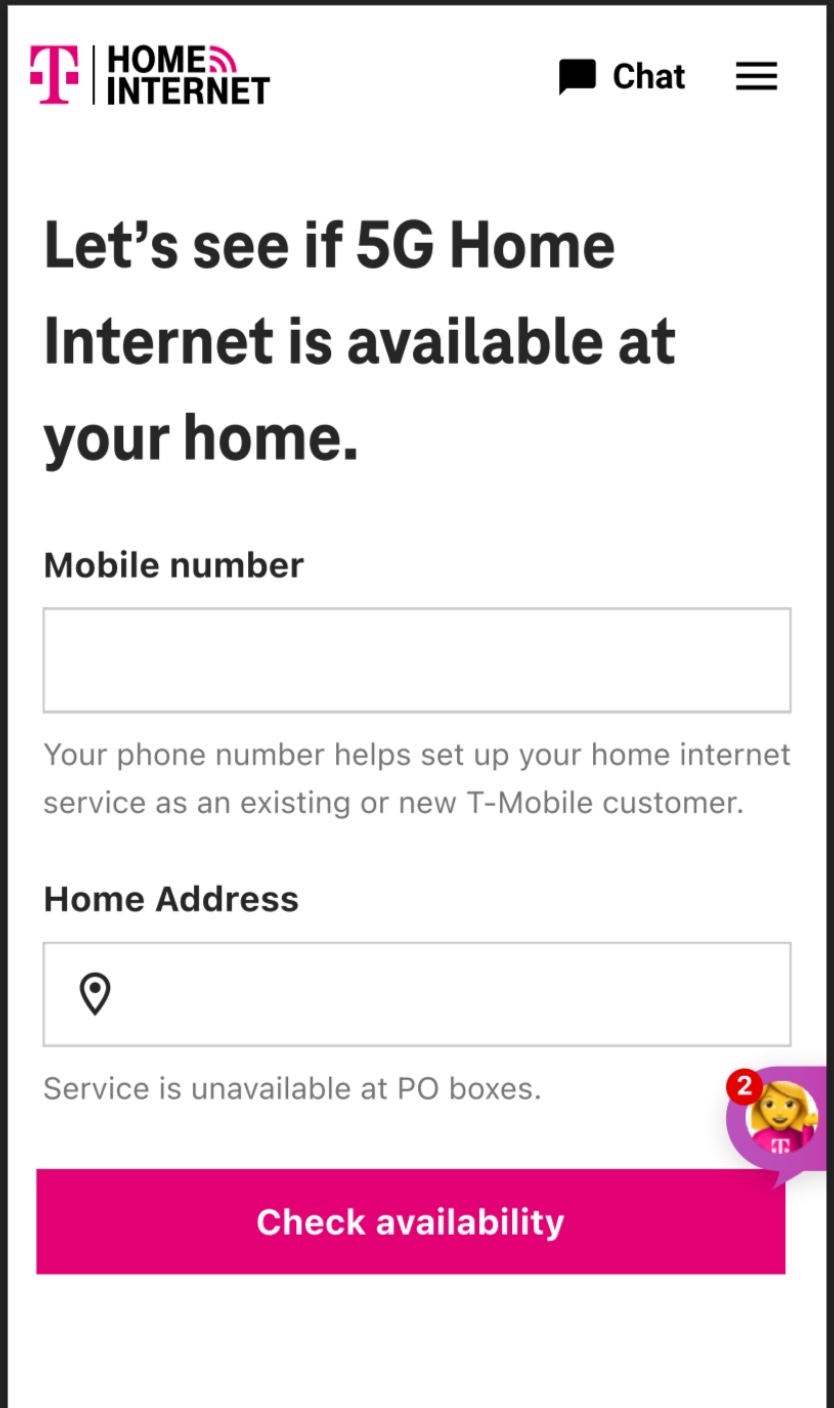 T HOME
INTERNET
Chat
Let’s see if 5G Home
Internet is available at
your home.
Mobile number
Your phone number helps set up your home internet
service as an existing or new T-Mobile customer.
Home Address
Service is unavailable at PO boxes.
2
T
Check availability